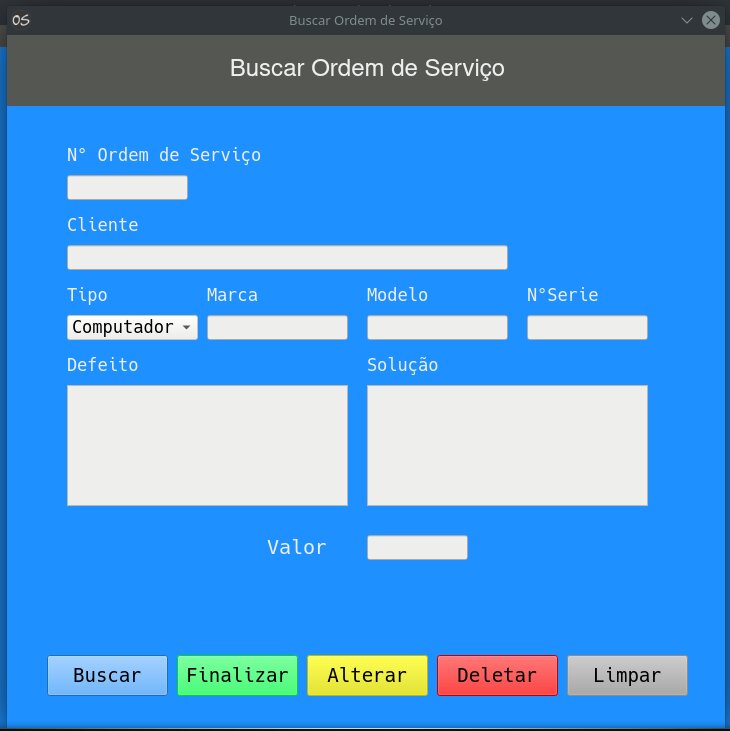 OS Buscar Ordem de Serviço
Buscar Ordem de Serviço
N° Ordem de Serviço
Cliente
Tipo Marca Modelo N°Serie
Computador
Defeito Solução
Valor
Buscar Finalizar Alterar Deletar Limpar